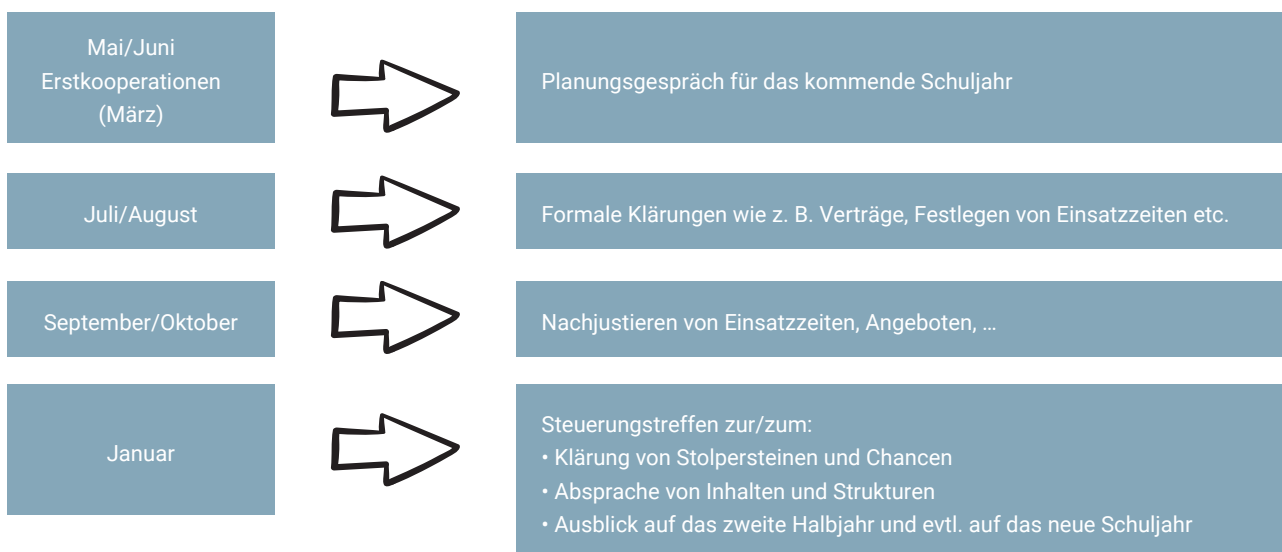 Mai/Juni
Erstkooperationen
(März)
Planungsgespräch für das kommende Schuljahr
Juli/August
Formale Klärungen wie z. B. Verträge, Festlegen von Einsatzzeiten etc.
September/Oktober
Nachjustieren von Einsatzzeiten, Angeboten, …
Januar
Steuerungstreffen zur/zum:
• Klärung von Stolpersteinen und Chancen
• Absprache von Inhalten und Strukturen
• Ausblick auf das zweite Halbjahr und evtl. auf das neue Schuljahr